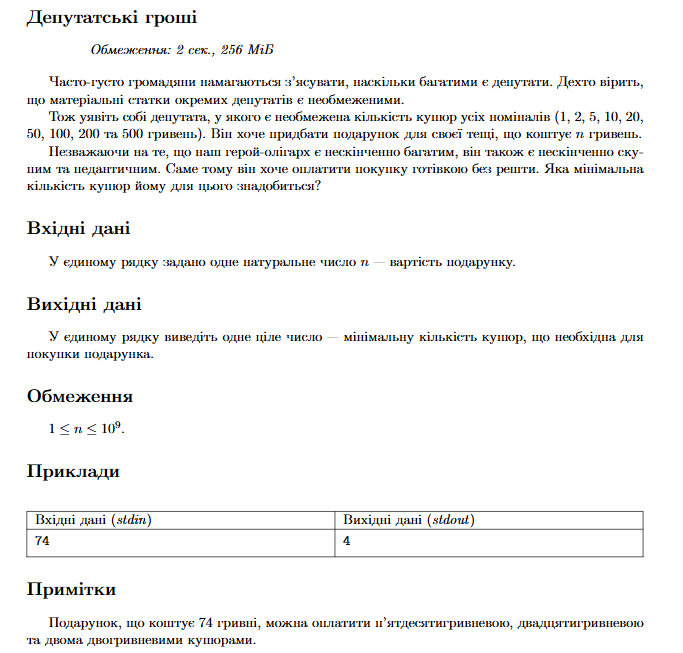 Депутатські гроші
Обмеження: 2 сек., 256 МіБ
Часто-густо громадяни намагаються з’ясувати, наскільки багатими є депутати. Дехто вірить,
що матеріальні статки окремих депутатів є необмеженими.
Тож уявіть собі депутата, у якого є необмежена кількість купюр усіх номіналів (1, 2, 5, 10, 20,
50, 100, 200 та 500 гривень). Він хоче придбати подарунок для своєї тещі, що коштує n гривень.
Незважаючи на те, що наш герой-олігарх є нескінченно багатим, він також є нескінченно ску-
пим та педантичним. Саме тому він хоче оплатити покупку готівкою без решти. Яка мінімальна
кількість купюр йому для цього знадобиться?
Вхідні дані
У єдиному рядку задано одне натуральне число n — вартість подарунку.
Вихідні дані
У єдиному рядку виведіть одне ціле число — мінімальну кількість купюр, що необхідна для
покупки подарунка.
Обмеження
1 ≤ n ≤ 10⁹.
Приклади
Вхідні дані (stdin) Вихідні дані (stdout)
74 4
Примітки
Подарунок, що коштує 74 гривні, можна оплатити п’ятдесятигривневою, двадцятигривневою
та двома двогривневими купюрами.